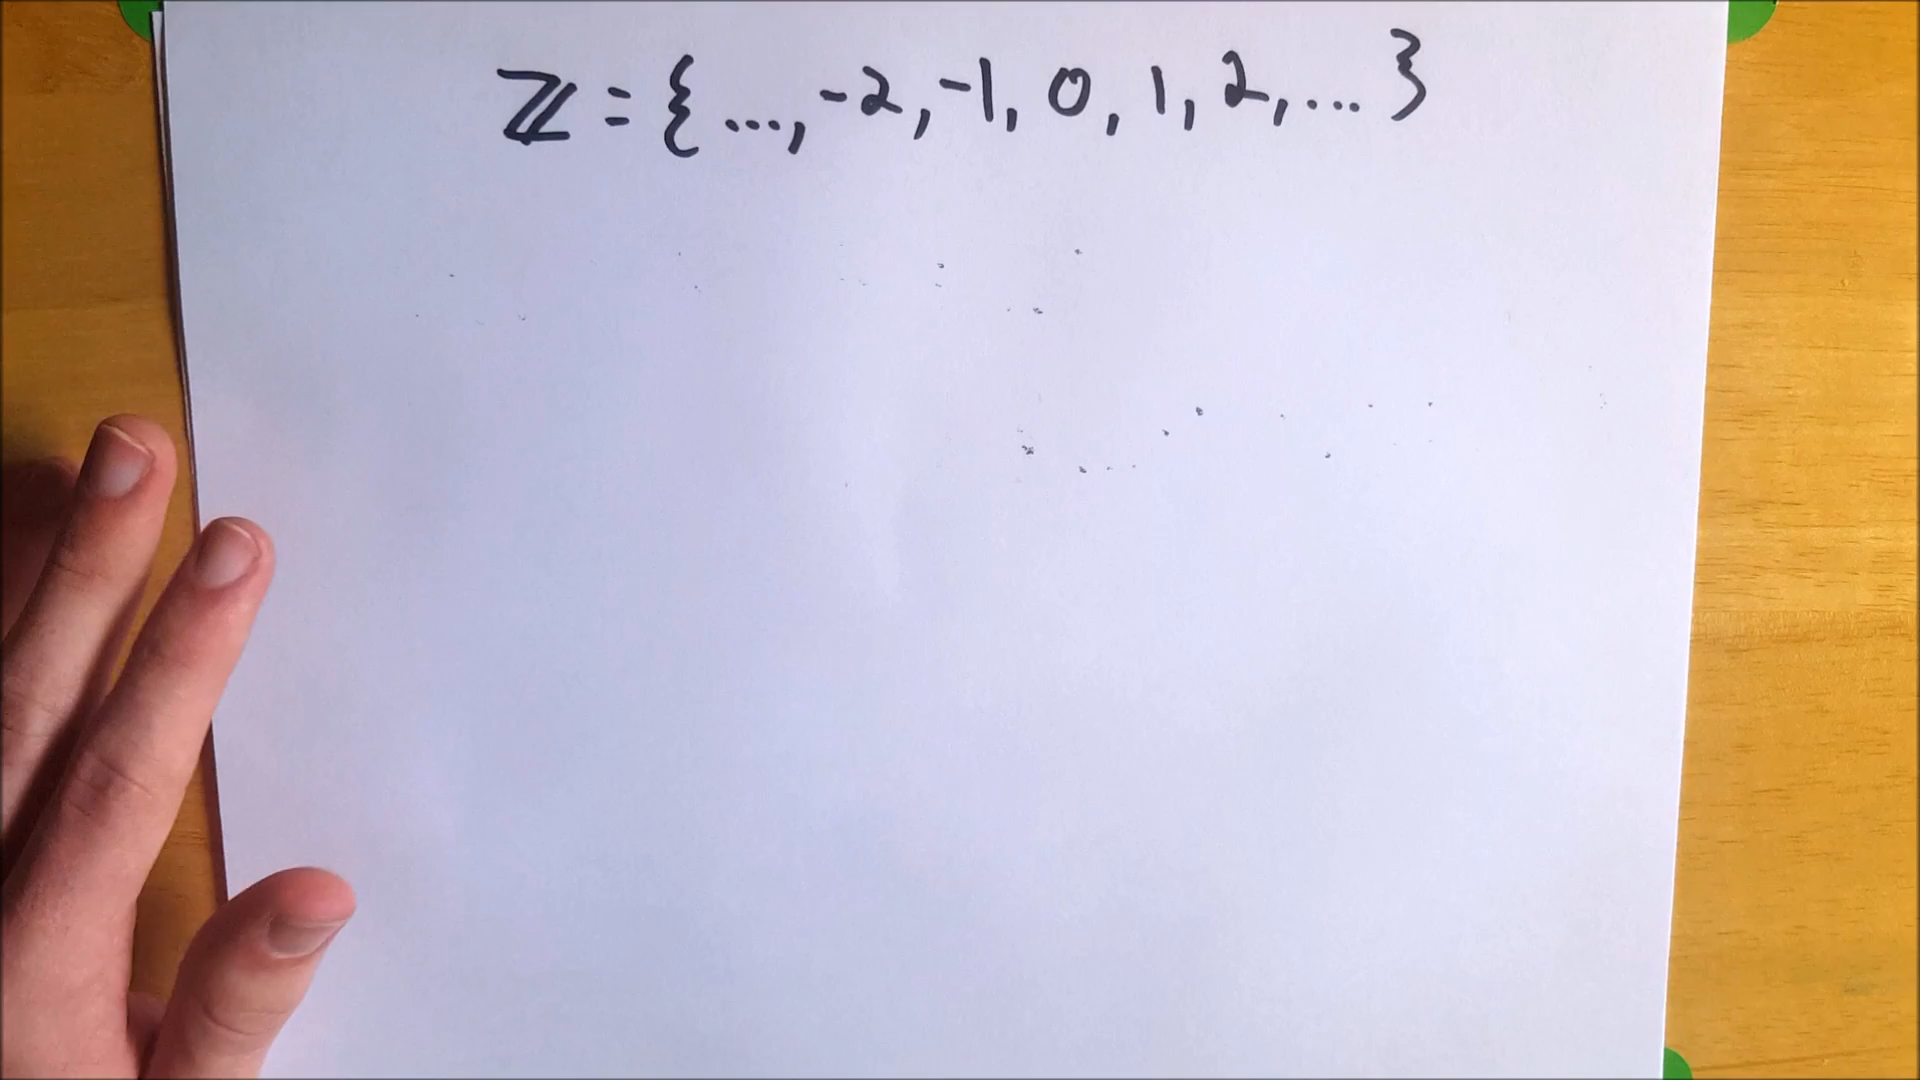 ℤ = {..., -2, -1, 0, 1, 2, ...}